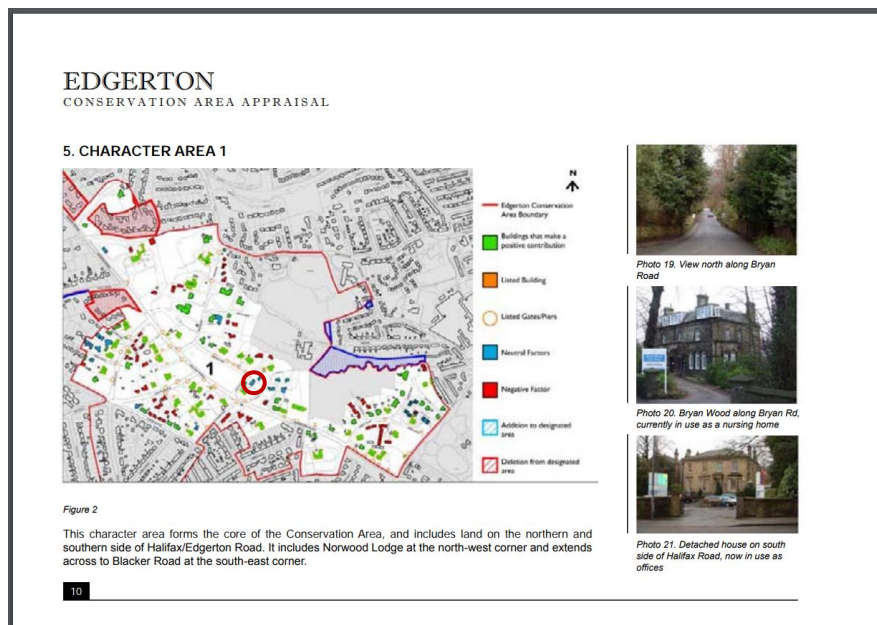 EDGERTON
CONSERVATION AREA APPRAISAL
5. CHARACTER AREA 1
1
N
Edgerton Conservation
Area Boundary
Buildings that make a
positive contribution
Listed Building
Listed Gates/Piers
Neutral Factors
Negative Factor
Addition to designated
area
Deletion from designated
area
Figure 2
This character area forms the core of the Conservation Area, and includes land on the northern and
southern side of Halifax/Edgerton Road. It includes Norwood Lodge at the north-west corner and extends
across to Blacker Road at the south-east corner.
Photo 19. View north along Bryan
Road
Photo 20. Bryan Wood along Bryan Rd,
currently in use as a nursing home
Photo 21. Detached house on south
side of Halifax Road, now in use as
offices
10